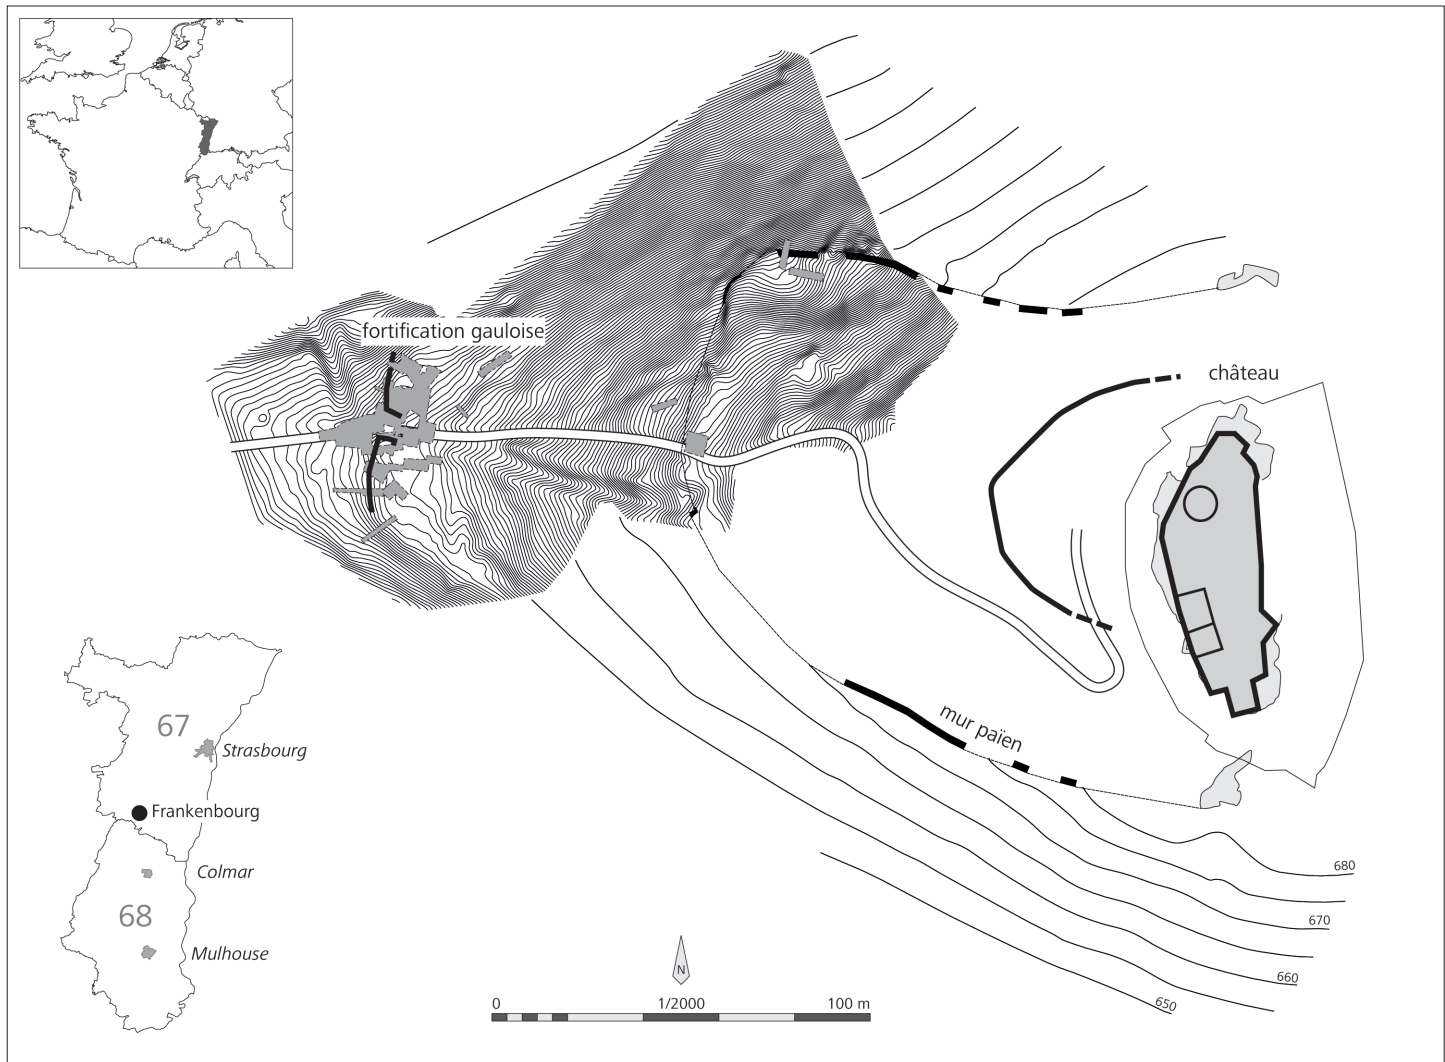 fortification gauloise
château
67
Strasbourg
mur païen
Frankenbourg
680
Colmar
68
670
Mulhouse
660
N
0 1/2000 100 m
650